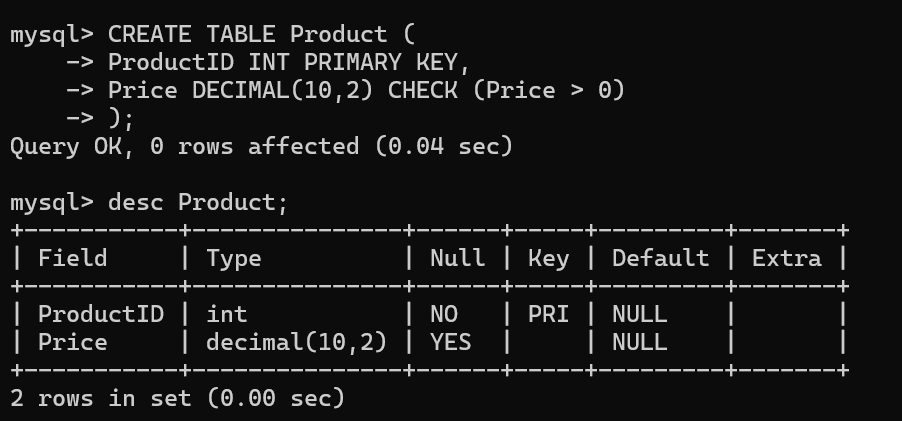 mysql> CREATE TABLE Product (
    -> ProductID INT PRIMARY KEY,
    -> Price DECIMAL(10,2) CHECK (Price > 0)
    -> );
Query OK, 0 rows affected (0.04 sec)

mysql> desc Product;
+-----------+---------------+------+-----+---------+-------+
| Field     | Type          | Null | Key | Default | Extra |
+-----------+---------------+------+-----+---------+-------+
| ProductID | int           | NO   | PRI | NULL    |       |
| Price     | decimal(10,2) | YES  |     | NULL    |       |
+-----------+---------------+------+-----+---------+-------+
2 rows in set (0.00 sec)